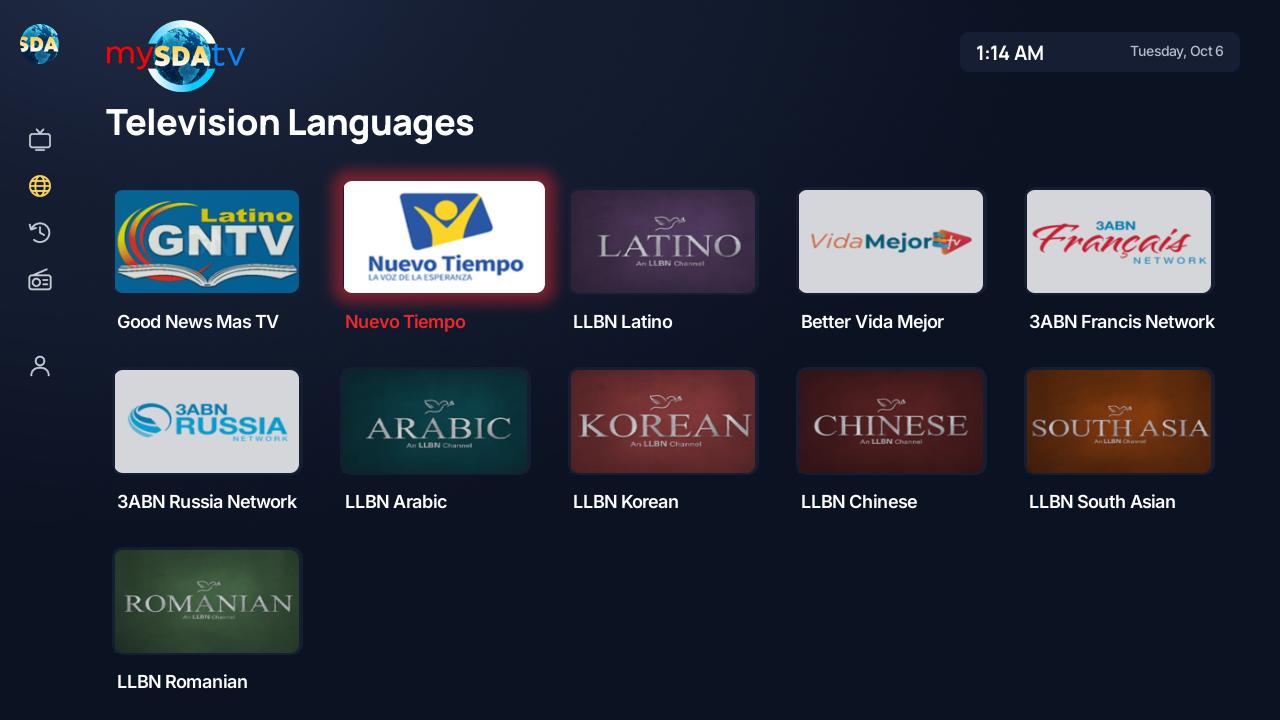 SDA
mySDAtv
1:14 AM
Tuesday, Oct 6
Television Languages
Latino
GNTV
Nuevo Tiempo
LA VOZ DE LA ESPERANZA
LATINO
An LLBN Channel
VidaMejor tv
3ABN
Français
NETWORK
Good News Mas TV
Nuevo Tiempo
LLBN Latino
Better Vida Mejor
3ABN Francis Network
3ABN
RUSSIA
NETWORK
ARABIC
An LLBN Channel
KOREAN
An LLBN Channel
CHINESE
An LLBN Channel
SOUTH ASIA
An LLBN Channel
3ABN Russia Network
LLBN Arabic
LLBN Korean
LLBN Chinese
LLBN South Asian
ROMANIAN
An LLBN Channel
LLBN Romanian